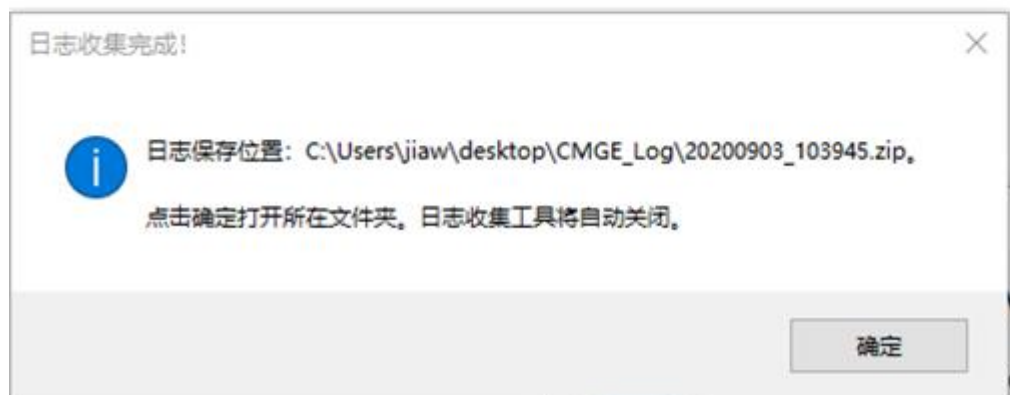 日志收集完成!
日志保存位置：C:\Users\jiaw\desktop\CMGE_Log\20200903_103945.zip。
点击确定打开所在文件夹。日志收集工具将自动关闭。
确定